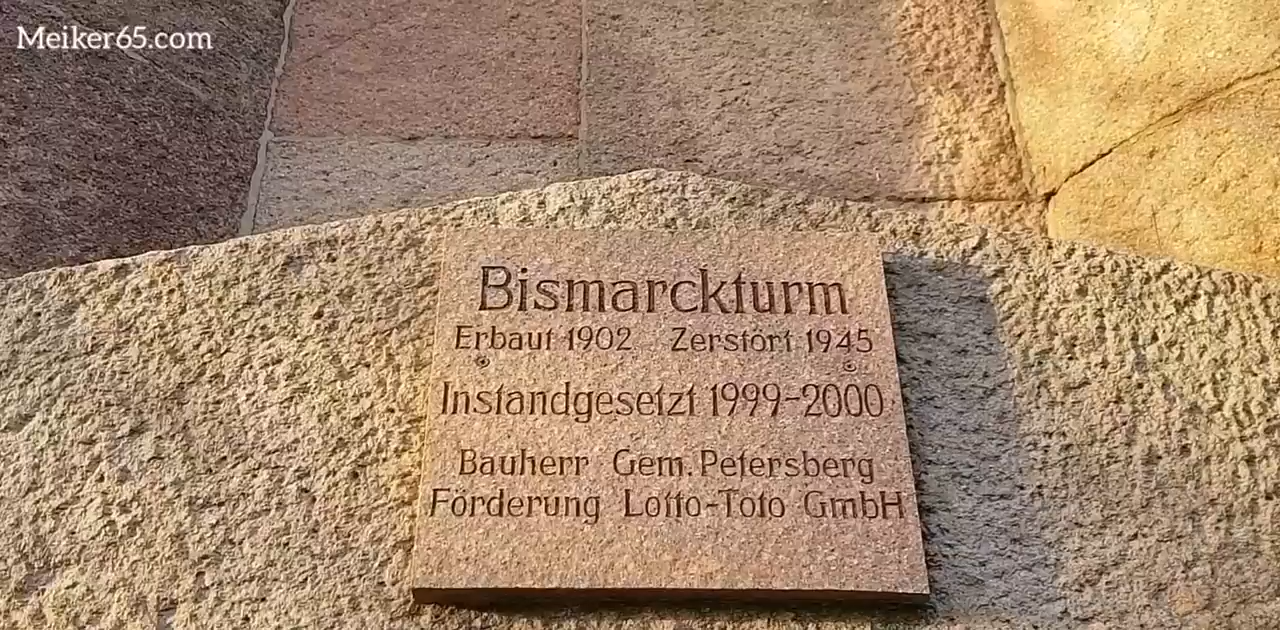 Meiker65.com
Bismarckturm
Erbaut 1902 Zerstört 1945
Instandgesetzt 1999-2000
Bauherr Gem. Petersberg
Förderung Lotto-Toto GmbH